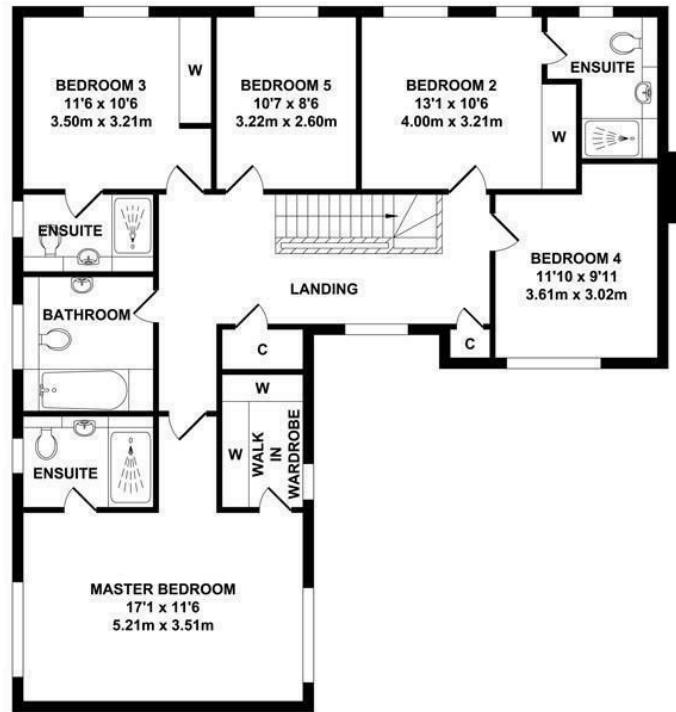 BEDROOM 3
11'6 x 10'6
3.50m x 3.21m
W
BEDROOM 5
10'7 x 8'6
3.22m x 2.60m
BEDROOM 2
13'1 x 10'6
4.00m x 3.21m
W
ENSUITE
ENSUITE
BEDROOM 4
11'10 x 9'11
3.61m x 3.02m
LANDING
BATHROOM
C
C
W
W
WALK
IN
WARDROBE
ENSUITE
MASTER BEDROOM
17'1 x 11'6
5.21m x 3.51m